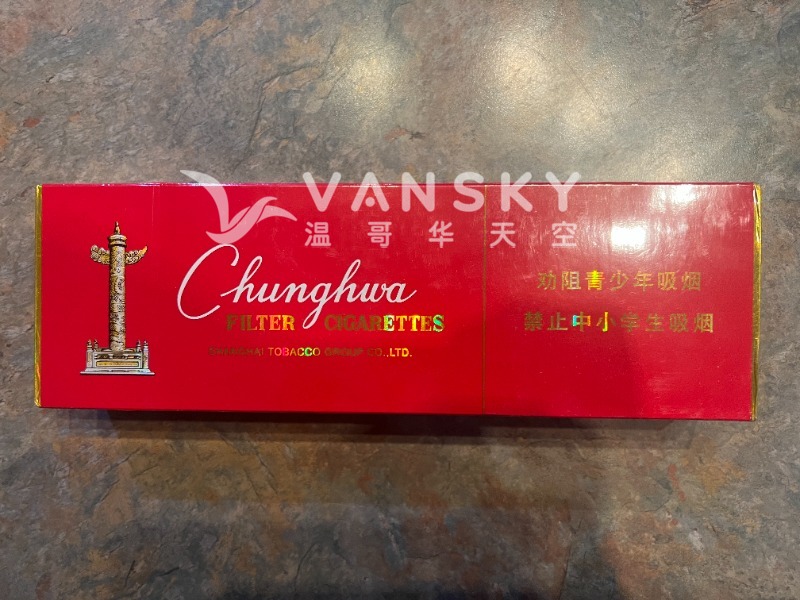 VANSKY
温哥华天空
Chunghwa
FILTER CIGARETTES
SHANGHAI TOBACCO GROUP CO.,LTD.
劝阻青少年吸烟
禁止中小学生吸烟